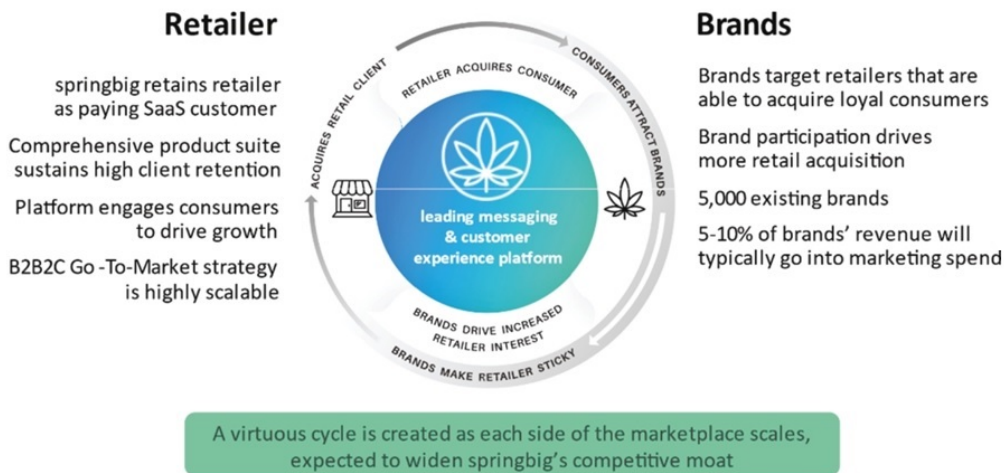 Retailer
springbig retains retailer
as paying SaaS customer
Comprehensive product suite
sustains high client retention
Platform engages consumers
to drive growth
B2B2C Go -To-Market strategy
is highly scalable
ACQUIRES RETAIL CLIENT
RETAILER ACQUIRES CONSUMER
CONSUMERS ATTRACT BRANDS
leading messaging
& customer
experience platform
BRANDS DRIVE INCREASED
RETAILER INTEREST
BRANDS MAKE RETAILER STICKY
Brands
Brands target retailers that are
able to acquire loyal consumers
Brand participation drives
more retail acquisition
5,000 existing brands
5-10% of brands’ revenue will
typically go into marketing spend
A virtuous cycle is created as each side of the marketplace scales,
expected to widen springbig’s competitive moat